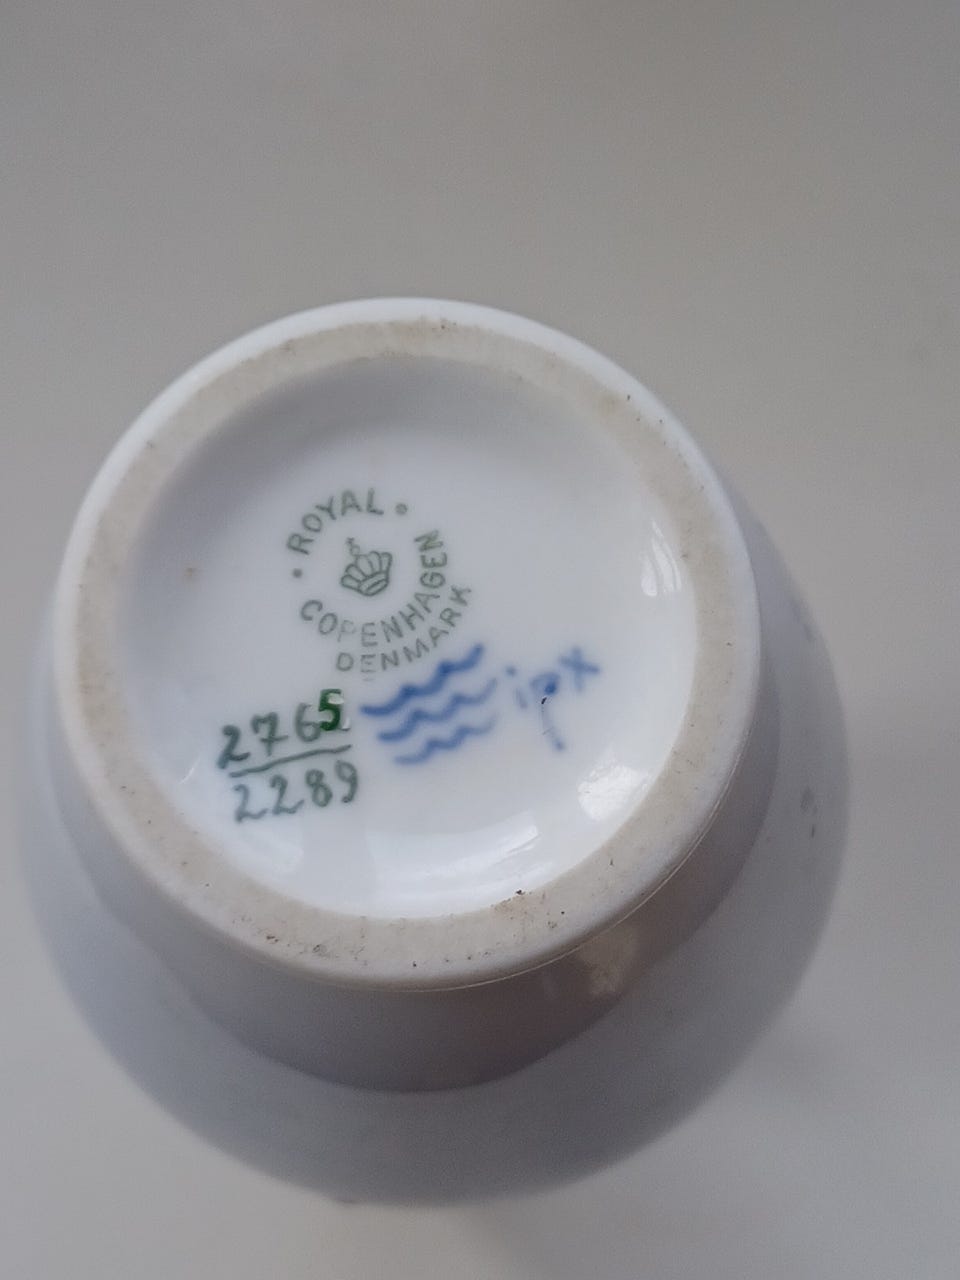 ROYAL
COPENHAGEN
DENMARK
2765
2289